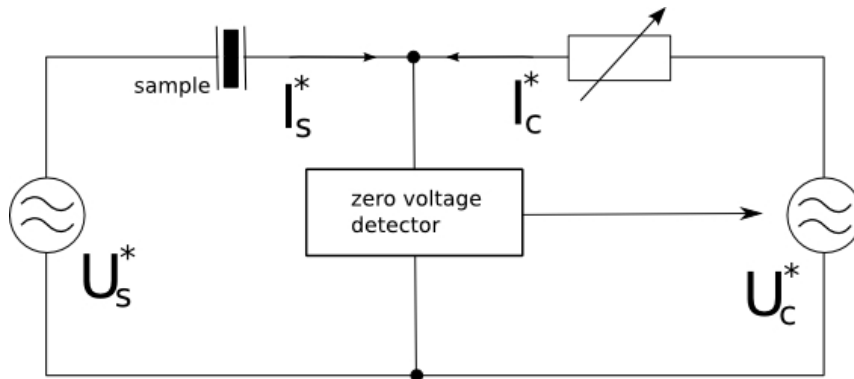 sample
I*s
I*c
zero voltage
detector
U*s
U*c